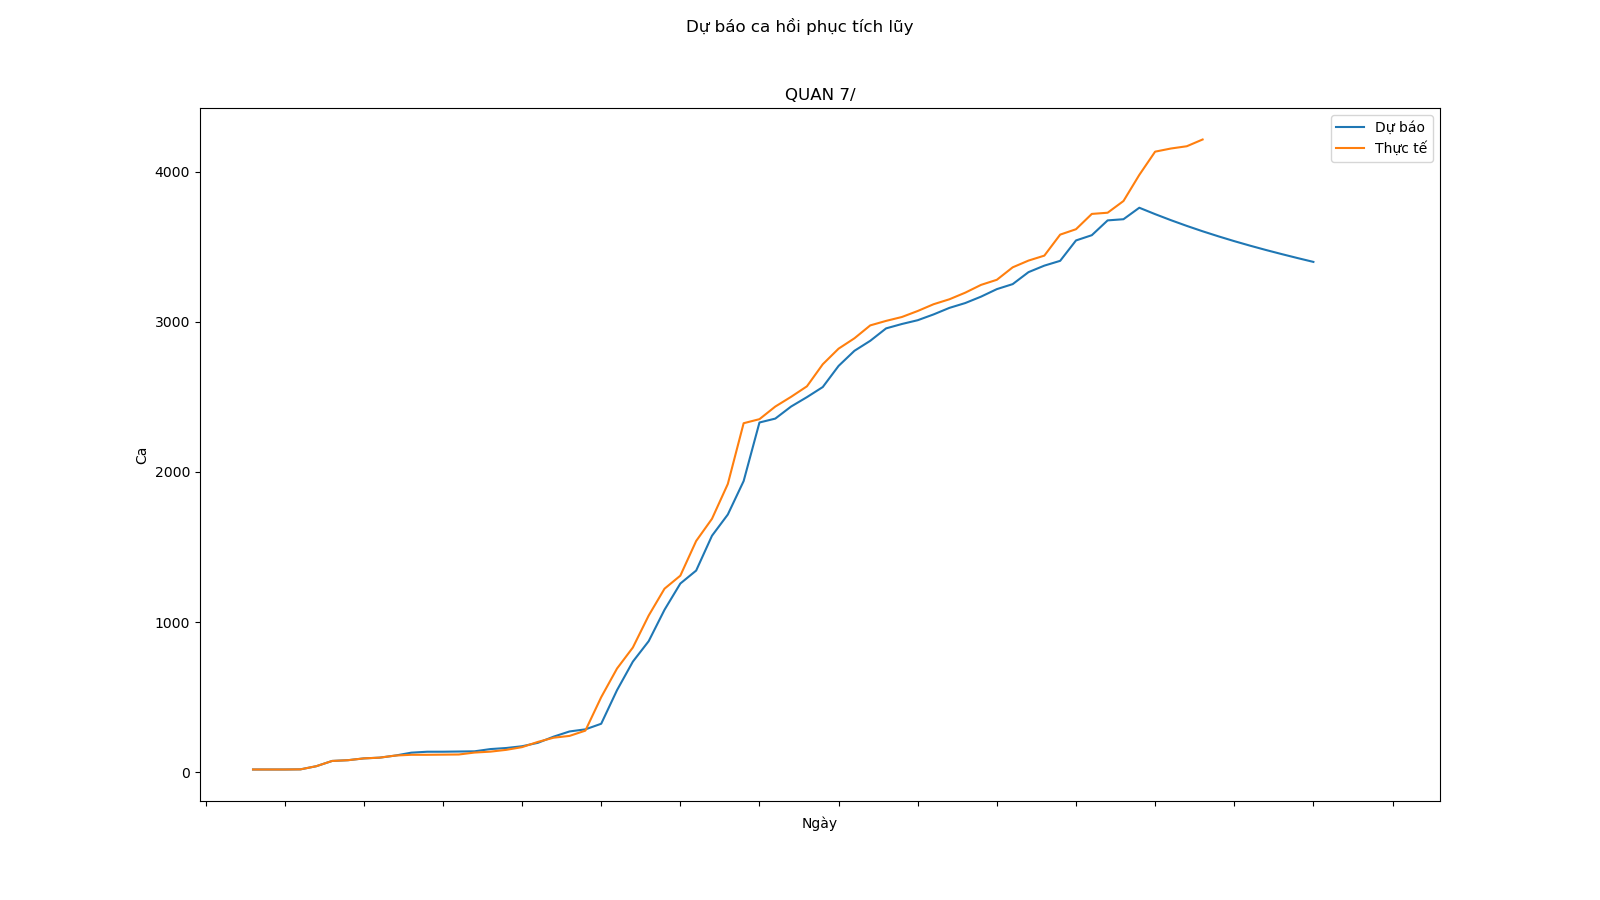 Dự báo ca hồi phục tích lũy
QUAN 7/
Dự báo
Thực tế
4000
3000
2000
1000
0
Ca
Ngày